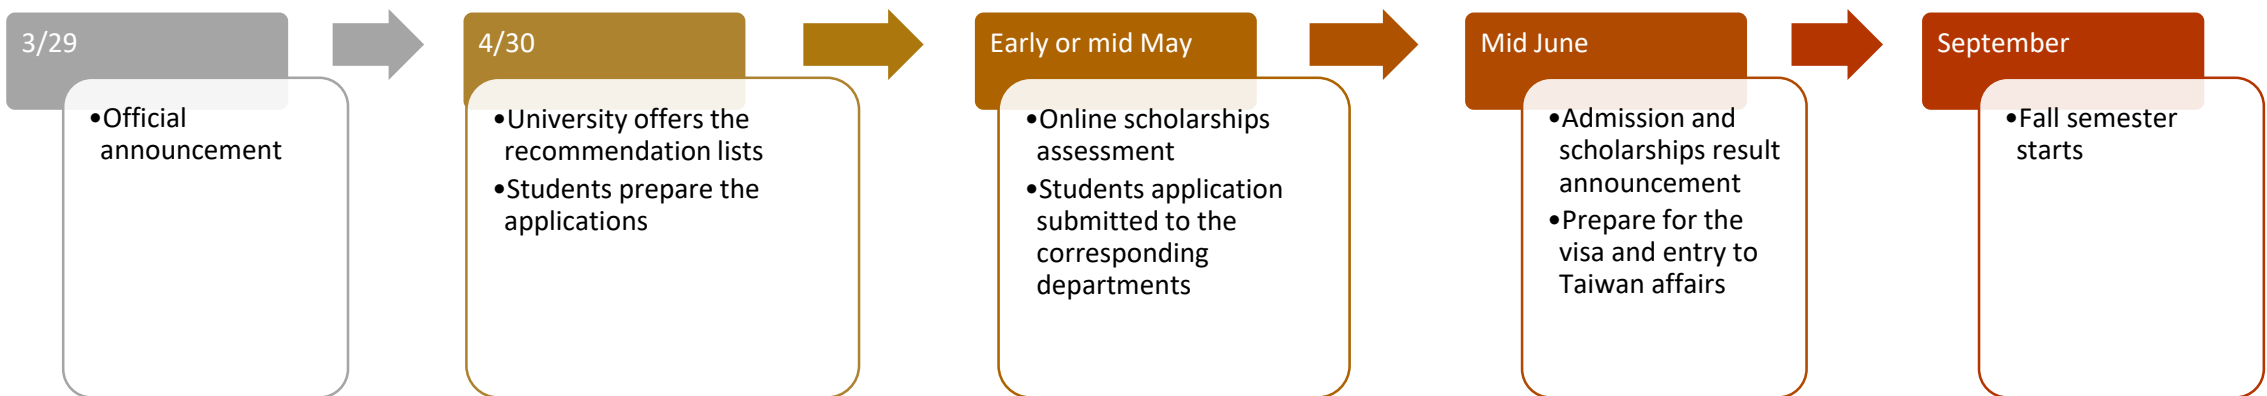 3/29
•Official
announcement
4/30
•University offers the
recommendation lists
•Students prepare the
applications
Early or mid May
•Online scholarships
assessment
•Students application
submitted to the
corresponding
departments
Mid June
•Admission and
scholarships result
announcement
•Prepare for the
visa and entry to
Taiwan affairs
September
•Fall semester
starts